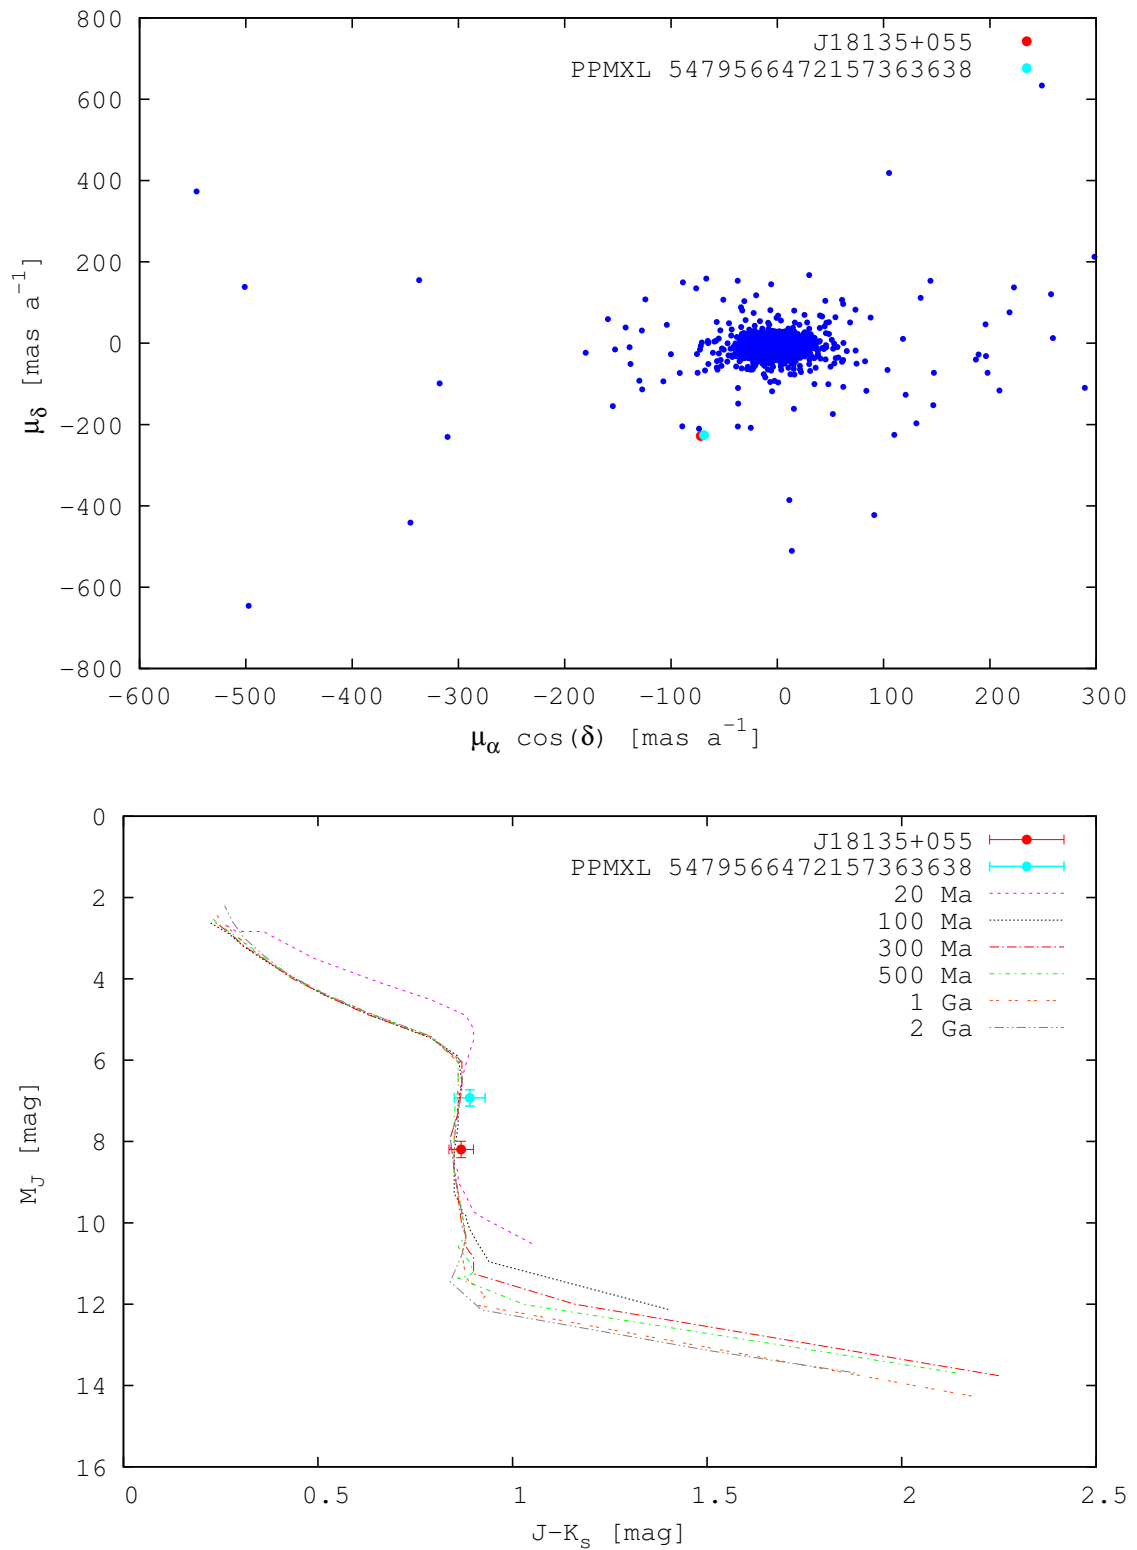 800
600
400
200
0
−200
−400
−600
−800
μδ [mas a−1]
J18135+055
PPMXL 5479566472157363638
−600 −500 −400 −300 −200 −100 0 100 200 300
μα cos(δ) [mas a−1]
0
2
4
6
8
10
12
14
16
MJ [mag]
J18135+055
PPMXL 5479566472157363638
20 Ma
100 Ma
300 Ma
500 Ma
1 Ga
2 Ga
0 0.5 1 1.5 2 2.5
J−Ks [mag]